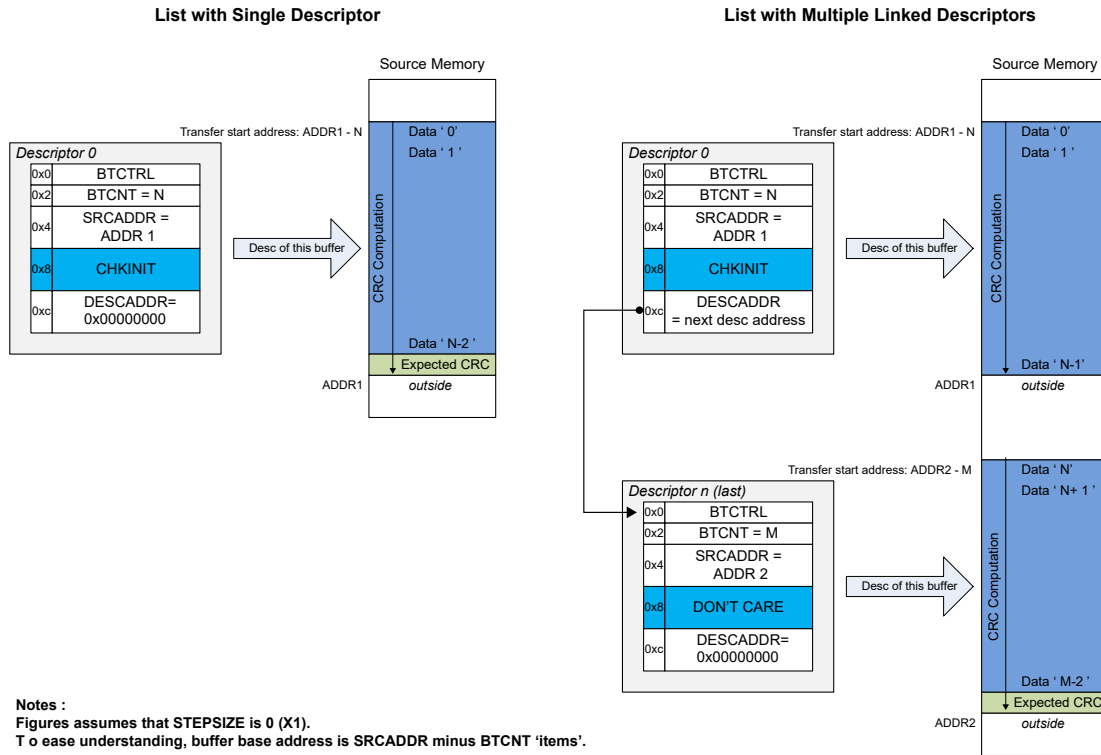 List with Single Descriptor
Source Memory
Transfer start address: ADDR1 - N
Data ‘ 0’
Data ‘ 1 ’
Descriptor 0
0x0 BTCTRL
0x2 BTCNT = N
0x4 SRCADDR =
ADDR 1
0x8 CHKINIT
0xc DESCADDR=
0x00000000
Desc of this buffer
CRC Computation
Data ‘ N-2 ’
Expected CRC
ADDR1
outside
List with Multiple Linked Descriptors
Source Memory
Transfer start address: ADDR1 - N
Data ‘ 0’
Data ‘ 1 ’
Descriptor 0
0x0 BTCTRL
0x2 BTCNT = N
0x4 SRCADDR =
ADDR 1
0x8 CHKINIT
0xc DESCADDR
= next desc address
Desc of this buffer
CRC Computation
Data ‘ N-1’
ADDR1
outside
Transfer start address: ADDR2 - M
Data ‘ N’
Data ‘ N+ 1 ’
Descriptor n (last)
0x0 BTCTRL
0x2 BTCNT = M
0x4 SRCADDR =
ADDR 2
0x8 DON’T CARE
0xc DESCADDR=
0x00000000
Desc of this buffer
CRC Computation
Data ‘ M-2 ’
Expected CRC
ADDR2
outside
Notes :
Figures assumes that STEPSIZE is 0 (X1).
T o ease understanding, buffer base address is SRCADDR minus BTCNT ‘items’.